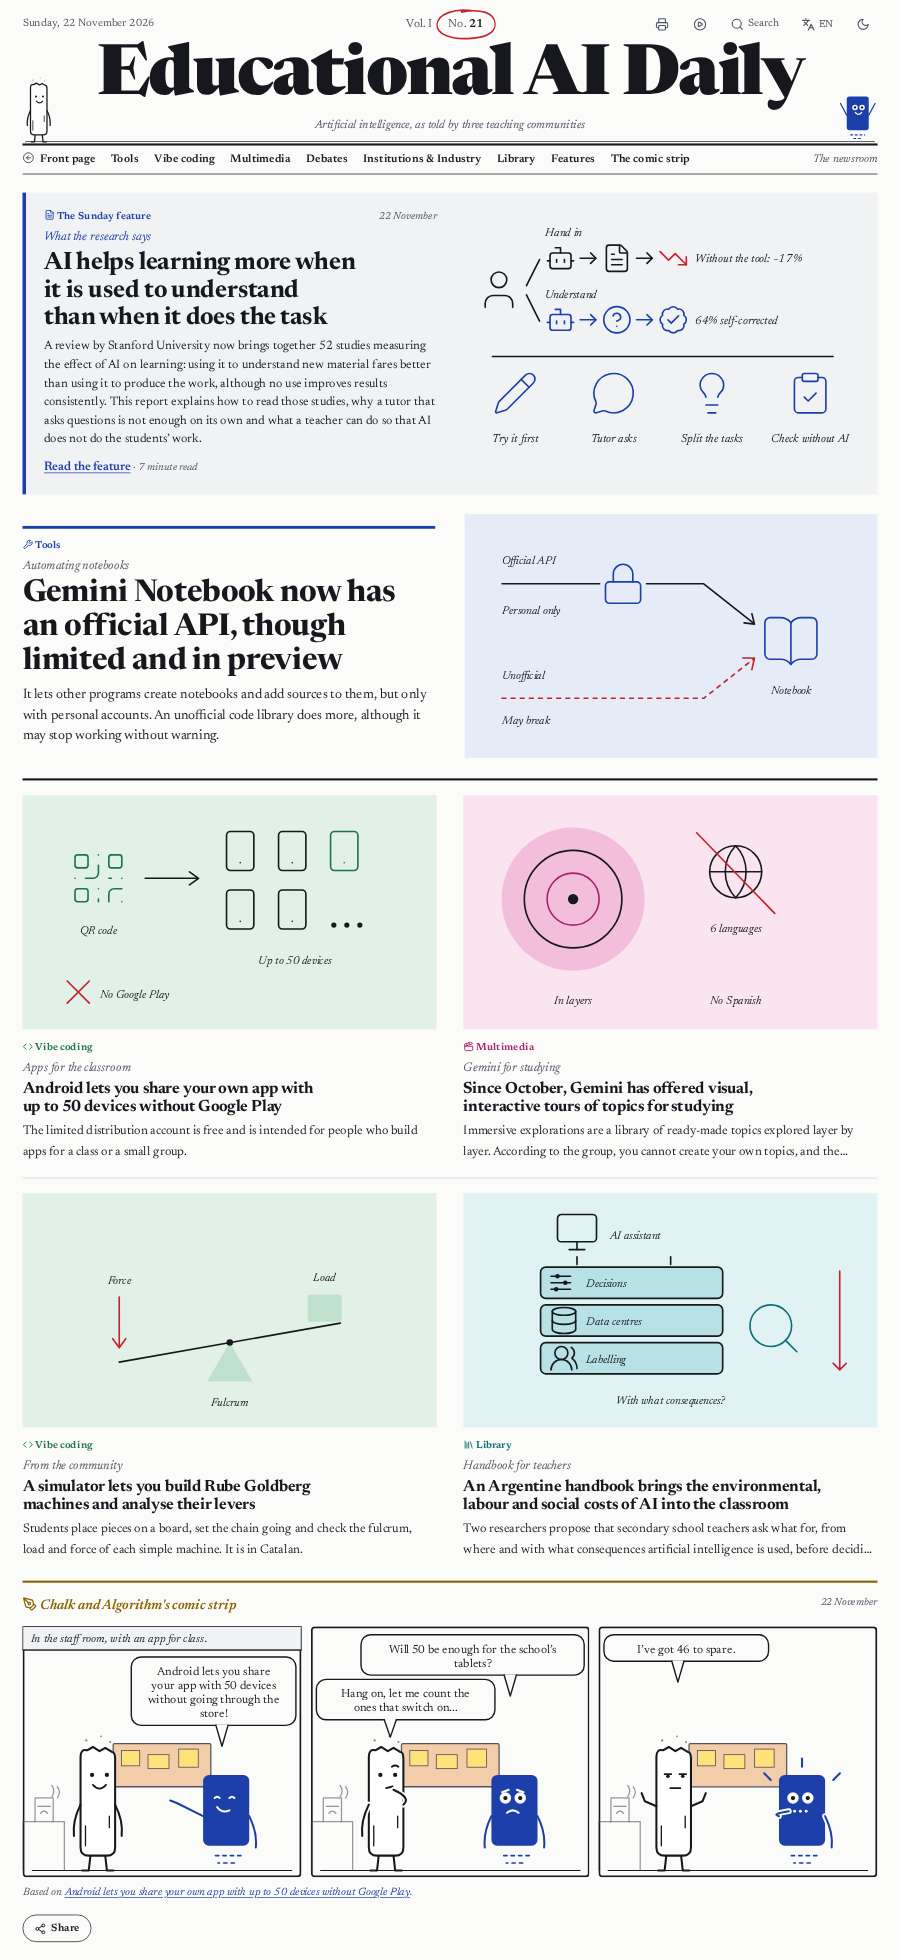 Sunday, 22 November 2026
Vol. I No. 21
Search
EN
Educational AI Daily
Artificial intelligence, as told by three teaching communities
Front page Tools Vibe coding Multimedia Debates Institutions & Industry Library Features The comic strip The newsroom
The Sunday feature
22 November
What the research says
AI helps learning more when
it is used to understand
than when it does the task
A review by Stanford University now brings together 52 studies measuring
the effect of AI on learning: using it to understand new material fares better
than using it to produce the work, although no use improves results
consistently. This report explains how to read those studies, why a tutor that
asks questions is not enough on its own and what a teacher can do so that AI
does not do the students' work.
Read the feature · 7 minute read
Hand in
Without the tool: −17%
Understand
64% self-corrected
Try it first
Tutor asks
Split the tasks
Check without AI
Tools
Automating notebooks
Gemini Notebook now has
an official API, though
limited and in preview
It lets other programs create notebooks and add sources to them, but only
with personal accounts. An unofficial code library does more, although it
may stop working without warning.
Official API
Personal only
Unofficial
May break
Notebook
QR code
Up to 50 devices
No Google Play
Vibe coding
Apps for the classroom
Android lets you share your own app with
up to 50 devices without Google Play
The limited distribution account is free and is intended for people who build
apps for a class or a small group.
In layers
6 languages
No Spanish
Multimedia
Gemini for studying
Since October, Gemini has offered visual,
interactive tours of topics for studying
Immersive explorations are a library of ready-made topics explored layer by
layer. According to the group, you cannot create your own topics, and the...
Force
Load
Fulcrum
Vibe coding
From the community
A simulator lets you build Rube Goldberg
machines and analyse their levers
Students place pieces on a board, set the chain going and check the fulcrum,
load and force of each simple machine. It is in Catalan.
AI assistant
Decisions
Data centres
Labelling
With what consequences?
Library
Handbook for teachers
An Argentine handbook brings the environmental,
labour and social costs of AI into the classroom
Two researchers propose that secondary school teachers ask what for, from
where and with what consequences artificial intelligence is used, before decidi...
Chalk and Algorithm's comic strip
22 November
In the staff room, with an app for class.
Android lets you share
your app with 50 devices
without going through the
store!
Will 50 be enough for the school's
tablets?
Hang on, let me count the
ones that switch on...
I've got 46 to spare.
Based on Android lets you share your own app with up to 50 devices without Google Play.
Share